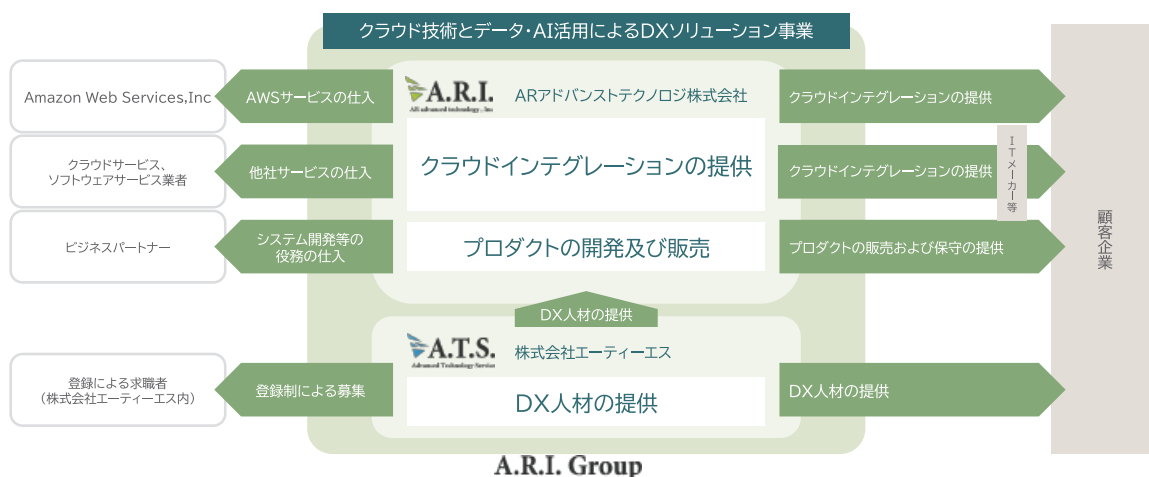 クラウド技術とデータ・AI活用によるDXソリューション事業
Amazon Web Services,Inc
AWSサービスの仕入
A.R.I.
AR advanced technology , Inc
ARアドバンストテクノロジ株式会社
クラウドインテグレーションの提供
クラウドサービス、
ソフトウェアサービス業者
他社サービスの仕入
クラウドインテグレーションの提供
クラウドインテグレーションの提供
ITメーカー等
ビジネスパートナー
システム開発等の
役務の仕入
プロダクトの開発及び販売
プロダクトの販売および保守の提供
顧客企業
DX人材の提供
A.T.S.
Advanced Technology Service
株式会社エーティーエス
登録による求職者
（株式会社エーティーエス内）
登録制による募集
DX人材の提供
DX人材の提供
A.R.I. Group